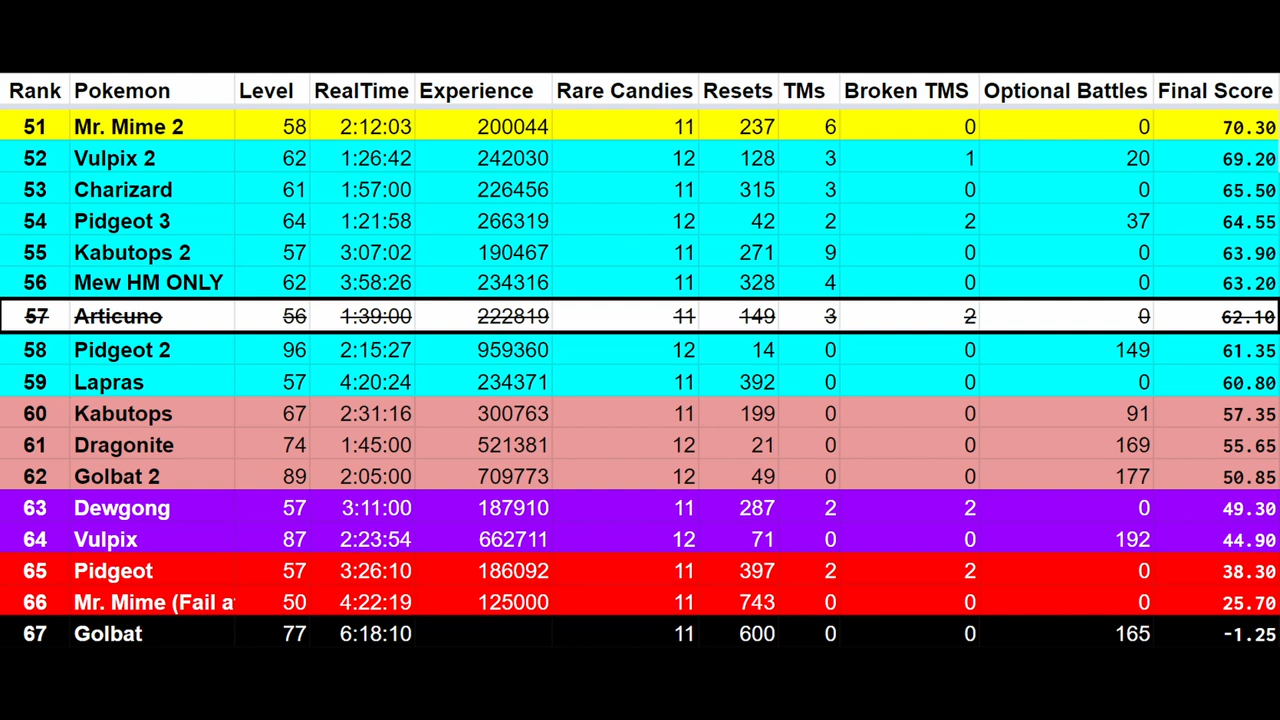 Rank Pokemon Level RealTime Experience Rare Candies Resets TMs Broken TMS Optional Battles Final Score
51 Mr. Mime 2 58 2:12:03 200044 11 237 6 0 0 70.30
52 Vulpix 2 62 1:26:42 242030 12 128 3 1 20 69.20
53 Charizard 61 1:57:00 226456 11 315 3 0 0 65.50
54 Pidgeot 3 64 1:21:58 266319 12 42 2 2 37 64.55
55 Kabutops 2 57 3:07:02 190467 11 271 9 0 0 63.90
56 Mew HM ONLY 62 3:58:26 234316 11 328 4 0 0 63.20
57 Articuno 56 1:39:00 222819 11 149 3 2 0 62.10
58 Pidgeot 2 96 2:15:27 959360 12 14 0 0 149 61.35
59 Lapras 57 4:20:24 234371 11 392 0 0 0 60.80
60 Kabutops 67 2:31:16 300763 11 199 0 0 91 57.35
61 Dragonite 74 1:45:00 521381 12 21 0 0 169 55.65
62 Golbat 2 89 2:05:00 709773 12 49 0 0 177 50.85
63 Dewgong 57 3:11:00 187910 11 287 2 2 0 49.30
64 Vulpix 87 2:23:54 662711 12 71 0 0 192 44.90
65 Pidgeot 57 3:26:10 186092 11 397 2 2 0 38.30
66 Mr. Mime (Fail a 50 4:22:19 125000 11 743 0 0 0 25.70
67 Golbat 77 6:18:10 11 600 0 0 165 -1.25